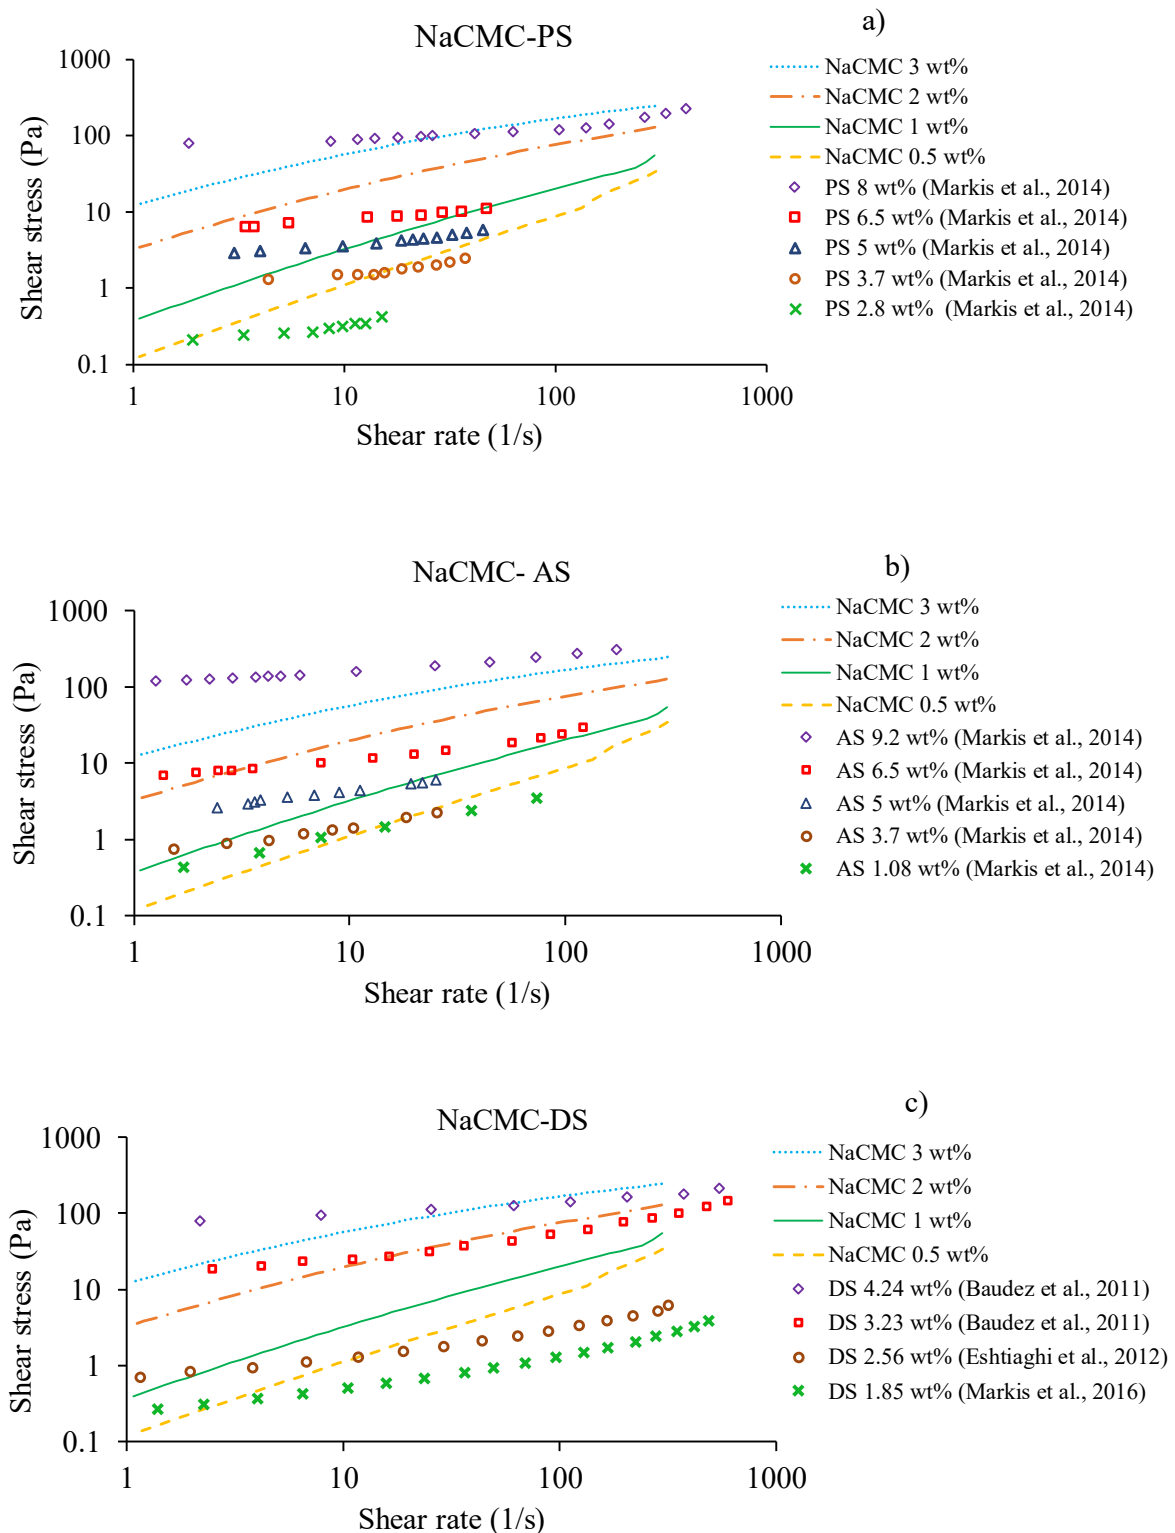 NaCMC-PS
a)
1000
100
10
1
0.1
Shear stress (Pa)
1
10
100
1000
Shear rate (1/s)
NaCMC 3 wt%
NaCMC 2 wt%
NaCMC 1 wt%
NaCMC 0.5 wt%
PS 8 wt% (Markis et al., 2014)
PS 6.5 wt% (Markis et al., 2014)
PS 5 wt% (Markis et al., 2014)
PS 3.7 wt% (Markis et al., 2014)
PS 2.8 wt% (Markis et al., 2014)
NaCMC- AS
b)
1000
100
10
1
0.1
Shear stress (Pa)
1
10
100
1000
Shear rate (1/s)
NaCMC 3 wt%
NaCMC 2 wt%
NaCMC 1 wt%
NaCMC 0.5 wt%
AS 9.2 wt% (Markis et al., 2014)
AS 6.5 wt% (Markis et al., 2014)
AS 5 wt% (Markis et al., 2014)
AS 3.7 wt% (Markis et al., 2014)
AS 1.08 wt% (Markis et al., 2014)
NaCMC-DS
c)
1000
100
10
1
0.1
Shear stress (Pa)
1
10
100
1000
Shear rate (1/s)
NaCMC 3 wt%
NaCMC 2 wt%
NaCMC 1 wt%
NaCMC 0.5 wt%
DS 4.24 wt% (Baudez et al., 2011)
DS 3.23 wt% (Baudez et al., 2011)
DS 2.56 wt% (Eshtiaghi et al., 2012)
DS 1.85 wt% (Markis et al., 2016)